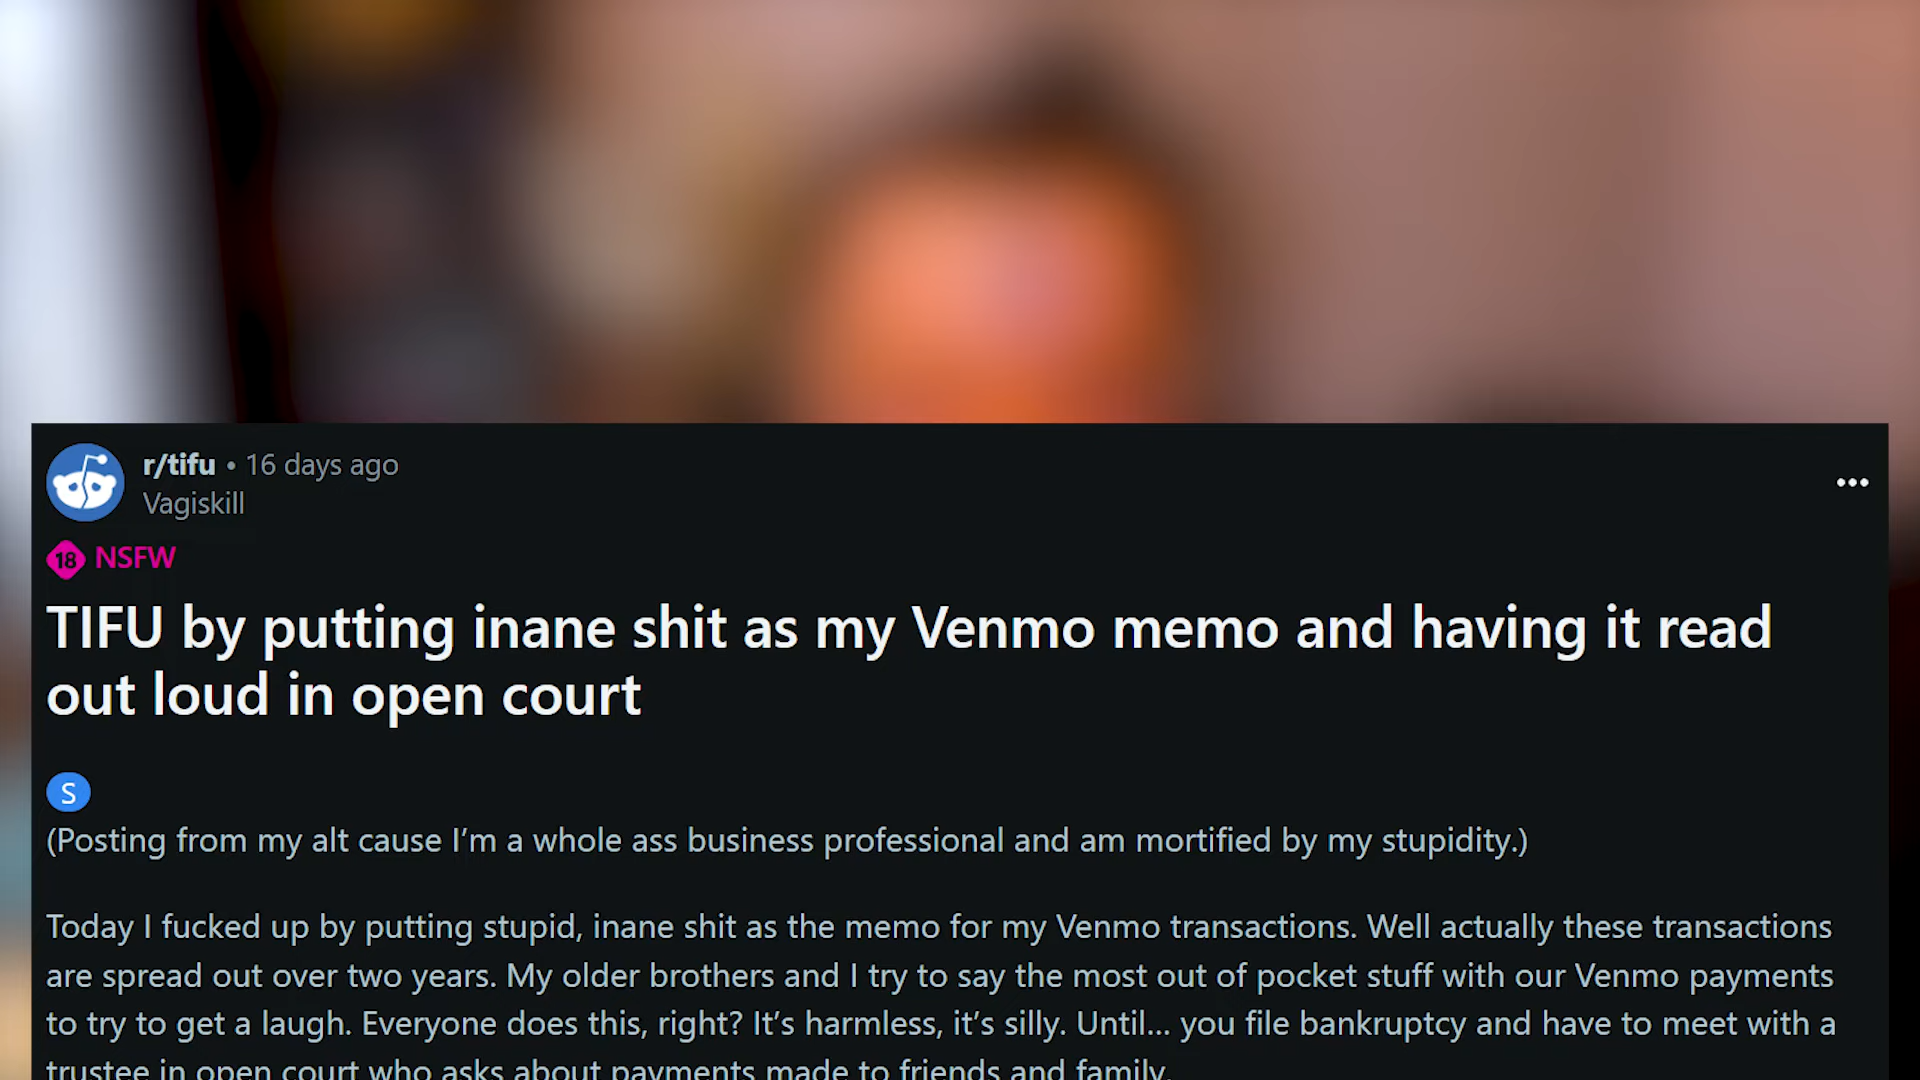 r/tifu • 16 days ago
Vagiskill
18 NSFW
TIFU by putting inane shit as my Venmo memo and having it read
out loud in open court
S
(Posting from my alt cause I’m a whole ass business professional and am mortified by my stupidity.)
Today I fucked up by putting stupid, inane shit as the memo for my Venmo transactions. Well actually these transactions
are spread out over two years. My older brothers and I try to say the most out of pocket stuff with our Venmo payments
to try to get a laugh. Everyone does this, right? It’s harmless, it’s silly. Until... you file bankruptcy and have to meet with a
trustee in open court who asks about payments made to friends and family.